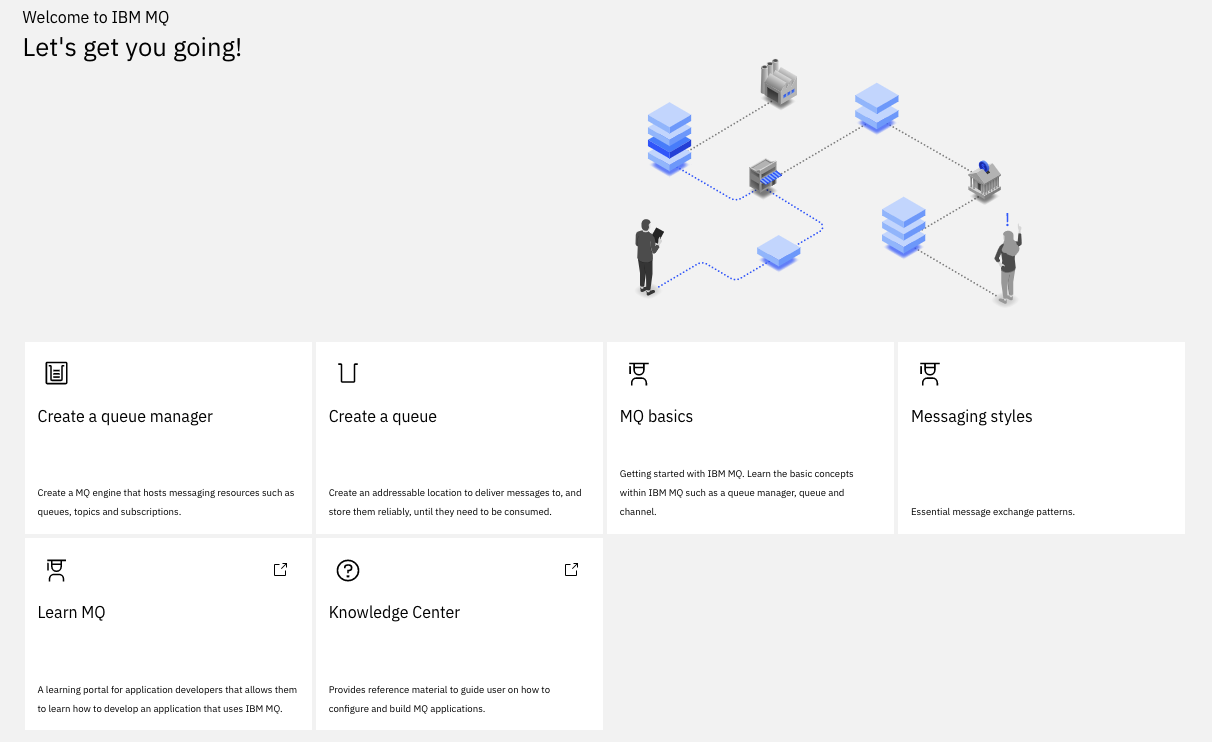 Welcome to IBM MQ
Let's get you going!
!
Create a queue manager
Create a MQ engine that hosts messaging resources such as
queues, topics and subscriptions.
Create a queue
Create an addressable location to deliver messages to, and
store them reliably, until they need to be consumed.
MQ basics
Getting started with IBM MQ. Learn the basic concepts
within IBM MQ such as a queue manager, queue and
channel.
Messaging styles
Essential message exchange patterns.
Learn MQ
A learning portal for application developers that allows them
to learn how to develop an application that uses IBM MQ.
Knowledge Center
Provides reference material to guide user on how to
configure and build MQ applications.